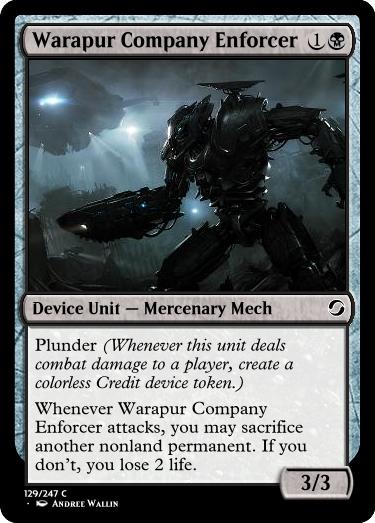 Warapur Company Enforcer 1
Device Unit — Mercenary Mech
Plunder (Whenever this unit deals
combat damage to a player, create a
colorless Credit device token.)
Whenever Warapur Company
Enforcer attacks, you may sacrifice
another nonland permanent. If you
don't, you lose 2 life.
3/3
129/247 C
· Andree Wallin